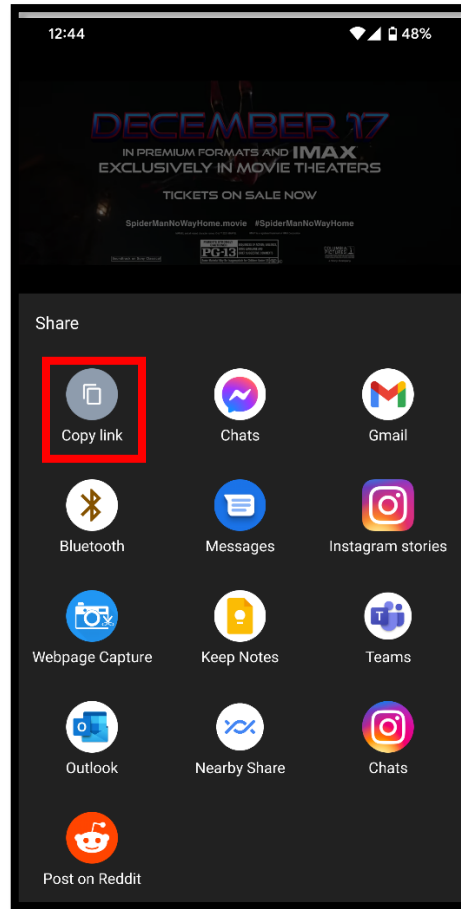 12:44
48%
DECEMBER 17
IN PREMIUM FORMATS AND IMAX
EXCLUSIVELY IN MOVIE THEATERS
TICKETS ON SALE NOW
SpiderManNoWayHome.movie #SpiderManNoWayHome
PG-13
Share
Copy link
Chats
Gmail
Bluetooth
Messages
Instagram stories
Webpage Capture
Keep Notes
Teams
Outlook
Nearby Share
Chats
Post on Reddit